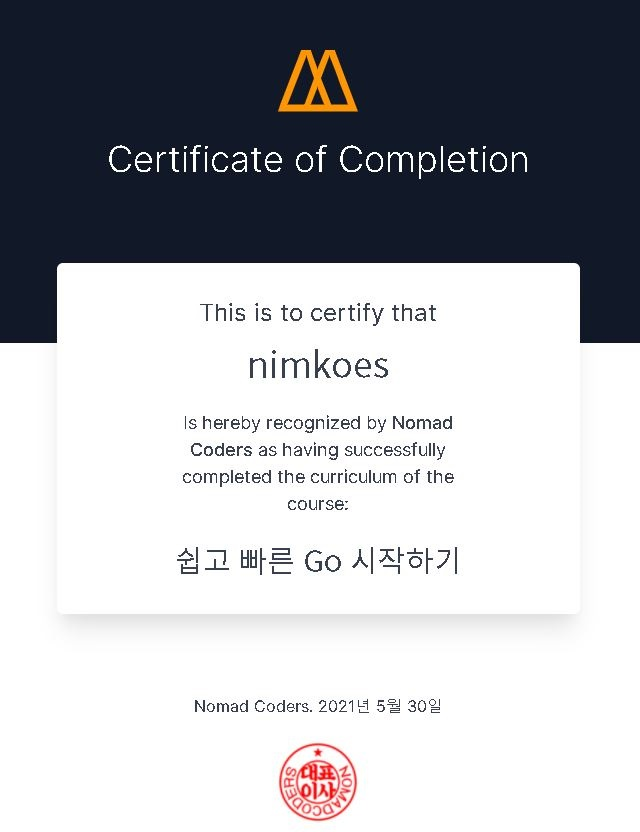 Certificate of Completion
This is to certify that
nimkoes
Is hereby recognized by Nomad
Coders as having successfully
completed the curriculum of the
course:
쉽고 빠른 Go 시작하기
Nomad Coders. 2021년 5월 30일
대표
이사
NOMADCODERS